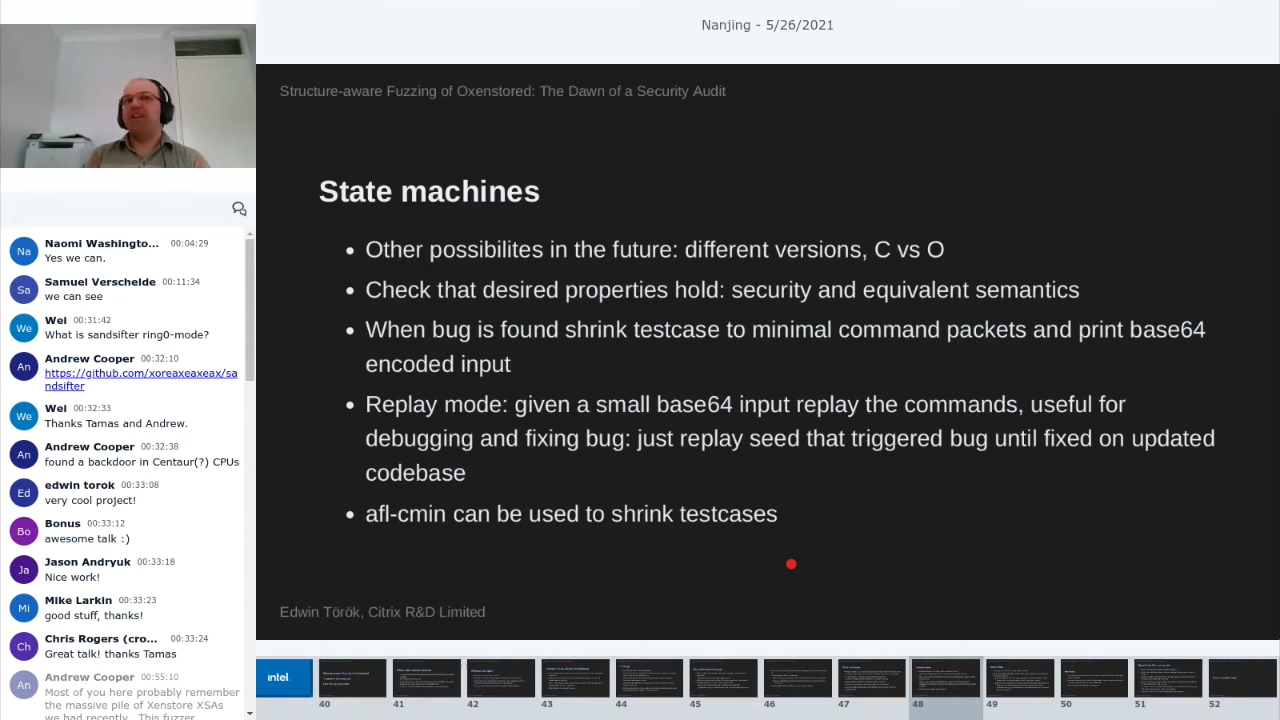 Nanjing - 5/26/2021
Structure-aware Fuzzing of Oxenstored: The Dawn of a Security Audit
State machines
Other possibilites in the future: different versions, C vs O
Check that desired properties hold: security and equivalent semantics
When bug is found shrink testcase to minimal command packets and print base64
encoded input
Replay mode: given a small base64 input replay the commands, useful for
debugging and fixing bug: just replay seed that triggered bug until fixed on updated
codebase
afl-cmin can be used to shrink testcases
Edwin Török, Citrix R&D Limited
Na Naomi Washingto... 00:04:29
Yes we can.
Sa Samuel Verschelde 00:11:34
we can see
We Wei 00:31:42
What is sandsifter ring0-mode?
An Andrew Cooper 00:32:10
https://github.com/xoreaxeaxeax/sa
ndsifter
We Wei 00:32:33
Thanks Tamas and Andrew.
An Andrew Cooper 00:32:38
found a backdoor in Centaur(?) CPUs
Ed edwin torok 00:33:08
very cool project!
Bo Bonus 00:33:12
awesome talk :)
Ja Jason Andryuk 00:33:18
Nice work!
Mi Mike Larkin 00:33:23
good stuff, thanks!
Ch Chris Rogers (cro... 00:33:24
Great talk! thanks Tamas
An Andrew Cooper 00:55:10
Most of you here probably remember
the massive pile of Xenstore XSAs
we had recently. This fuzzer
intel
40 41 42 43 44 45 46 47 48 49 50 51 52